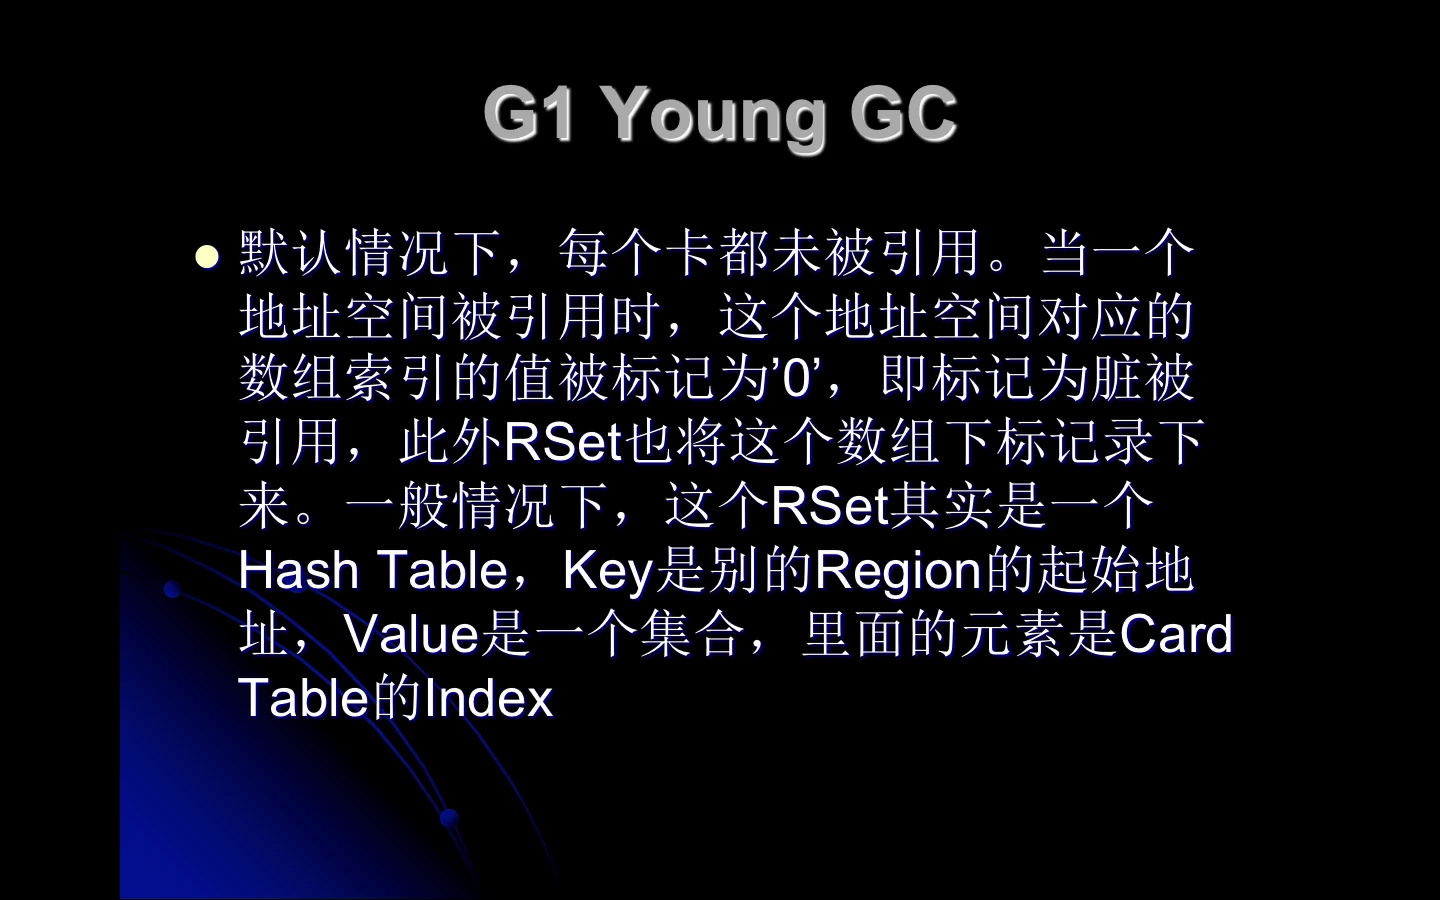 G1 Young GC
默认情况下，每个卡都未被引用。当一个
地址空间被引用时，这个地址空间对应的
数组索引的值被标记为’0’，即标记为脏被
引用，此外RSet也将这个数组下标记录下
来。一般情况下，这个RSet其实是一个
Hash Table，Key是别的Region的起始地
址，Value是一个集合，里面的元素是Card
Table的Index